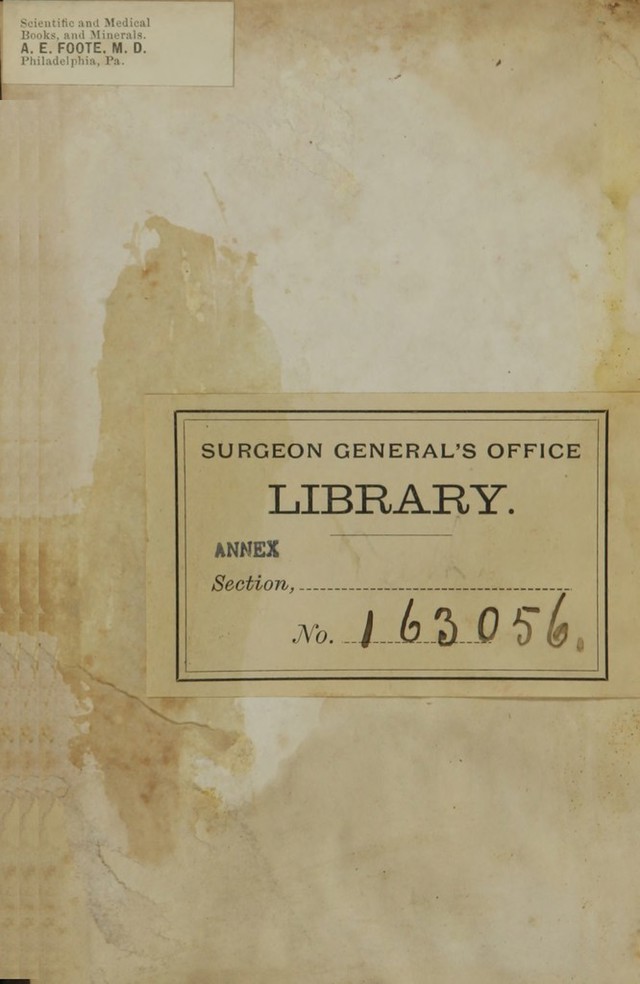 Scientific and Medical
Books, and Minerals.
A. E. FOOTE, M. D.
Philadelphia, Pa.
SURGEON GENERAL'S OFFICE
LIBRARY.
ANNEX
Section,
No. 163056.